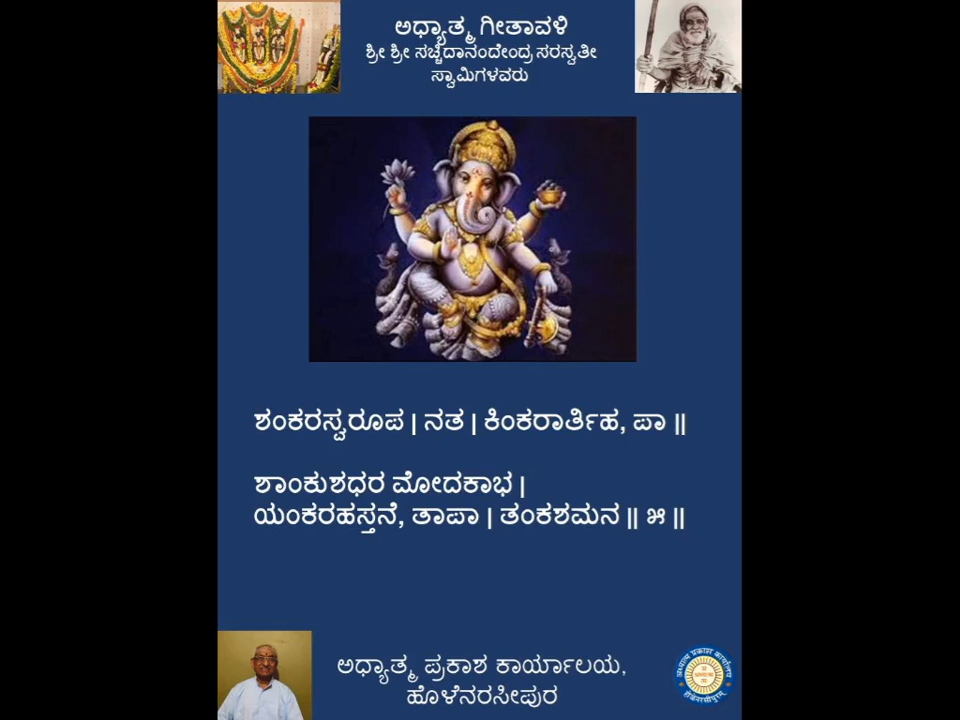 ಅಧ್ಯಾತ್ಮ ಗೀತಾವಳಿ
ಶ್ರೀ ಶ್ರೀ ಸಚ್ಚಿದಾನಂದೇಂದ್ರ ಸರಸ್ವತೀ
ಸ್ವಾಮಿಗಳವರು
ಶಂಕರಸ್ವರೂಪ | ನತ | ಕಿಂಕರಾರ್ತಿಹ, ಪಾ ||
ಶಾಂಕುಶಧರ ಮೋದಕಾಭ |
ಯಂಕರಹಸ್ತನೆ, ತಾಪಾ | ತಂಕಶಮನ || ೫ ||
ಅಧ್ಯಾತ್ಮ ಪ್ರಕಾಶ ಕಾರ್ಯಾಲಯ,
ಹೊಳೆನರಸೀಪುರ